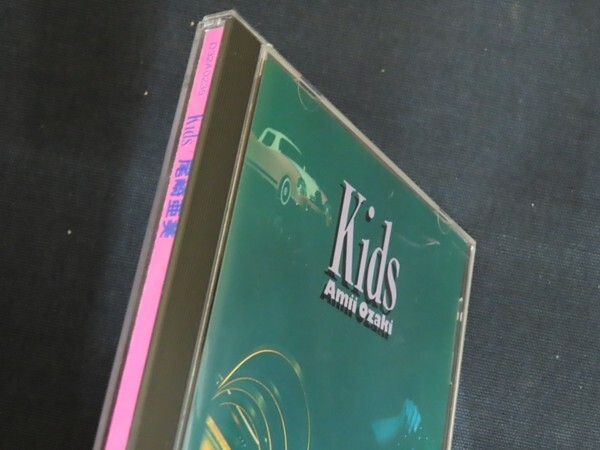 Kids 尾崎亜美
Kids
Amii Ozaki